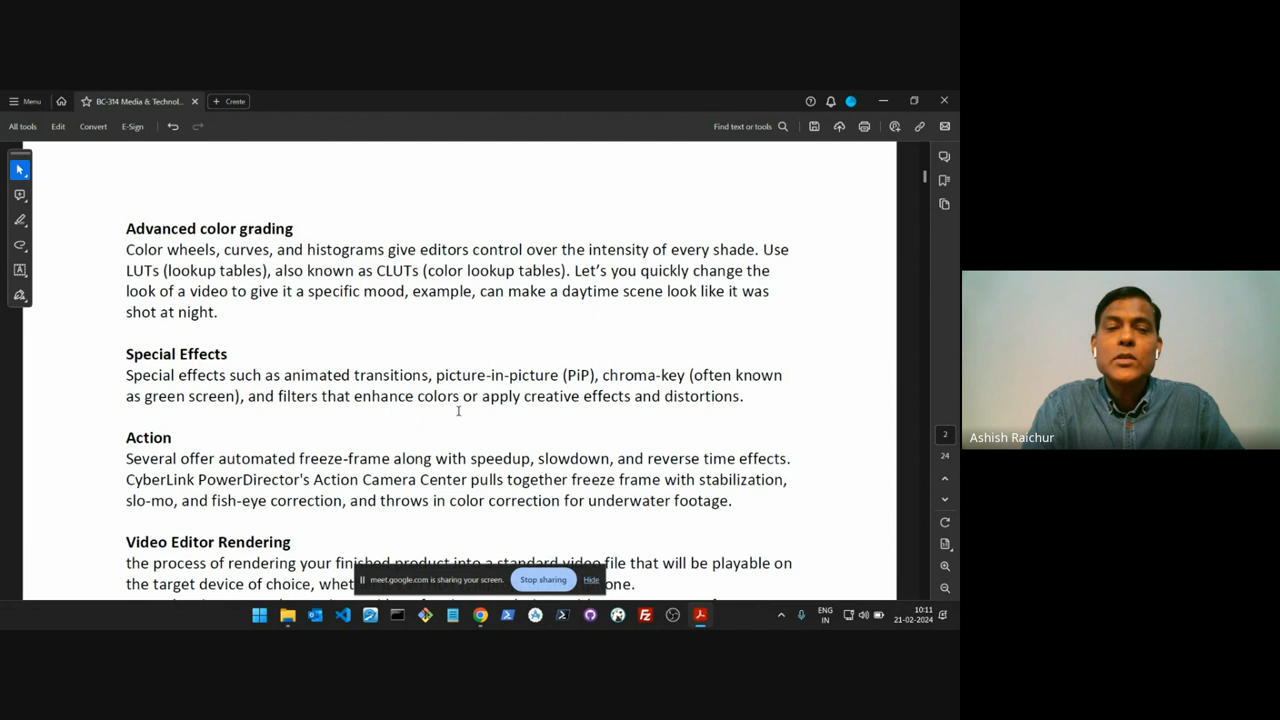 Menu
BC-314 Media & Technol...
Create
All tools
Edit
Convert
E-Sign
Find text or tools
Advanced color grading
Color wheels, curves, and histograms give editors control over the intensity of every shade. Use
LUTs (lookup tables), also known as CLUTs (color lookup tables). Let's you quickly change the
look of a video to give it a specific mood, example, can make a daytime scene look like it was
shot at night.
Special Effects
Special effects such as animated transitions, picture-in-picture (PiP), chroma-key (often known
as green screen), and filters that enhance colors or apply creative effects and distortions.
Action
Several offer automated freeze-frame along with speedup, slowdown, and reverse time effects.
CyberLink PowerDirector's Action Camera Center pulls together freeze frame with stabilization,
slo-mo, and fish-eye correction, and throws in color correction for underwater footage.
Video Editor Rendering
the process of rendering your finished product into a standard video file that will be playable on
the target device of choice,
meet.google.com is sharing your screen.
Stop sharing
Hide
2
24
Ashish Raichur
ENG
IN
10:11
21-02-2024